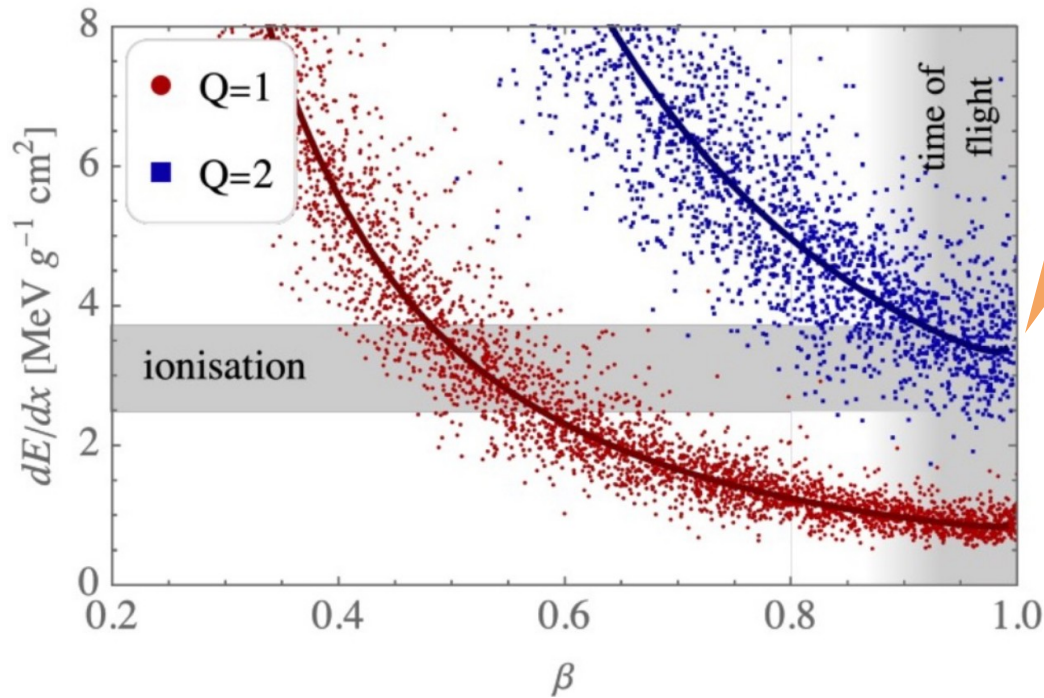 8
6
4
2
0
dE/dx [MeV g⁻¹ cm²]
Q=1
Q=2
ionisation
time of
flight
0.2 0.4 0.6 0.8 1.0
β